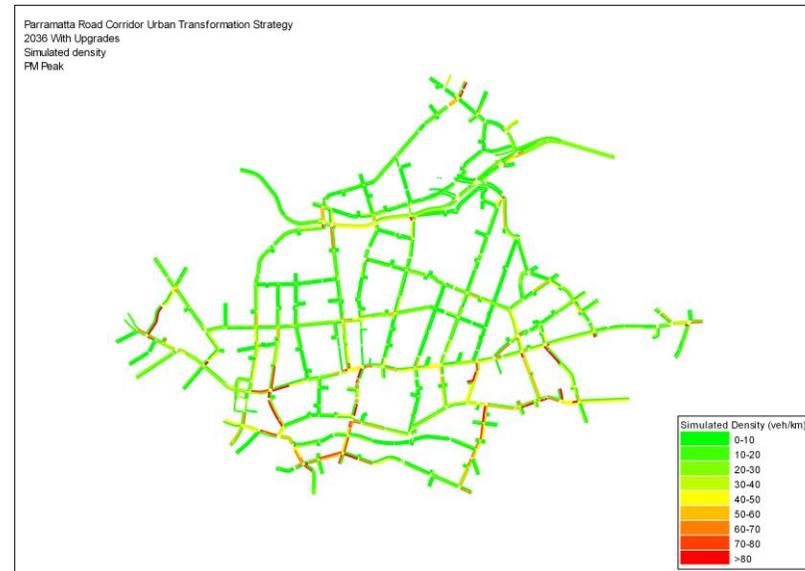 Parramatta Road Corridor Urban Transformation Strategy
2036 With Upgrades
Simulated density
PM Peak
Simulated Density (veh/km)
0-10
10-20
20-30
30-40
40-50
50-60
60-70
70-80
>80